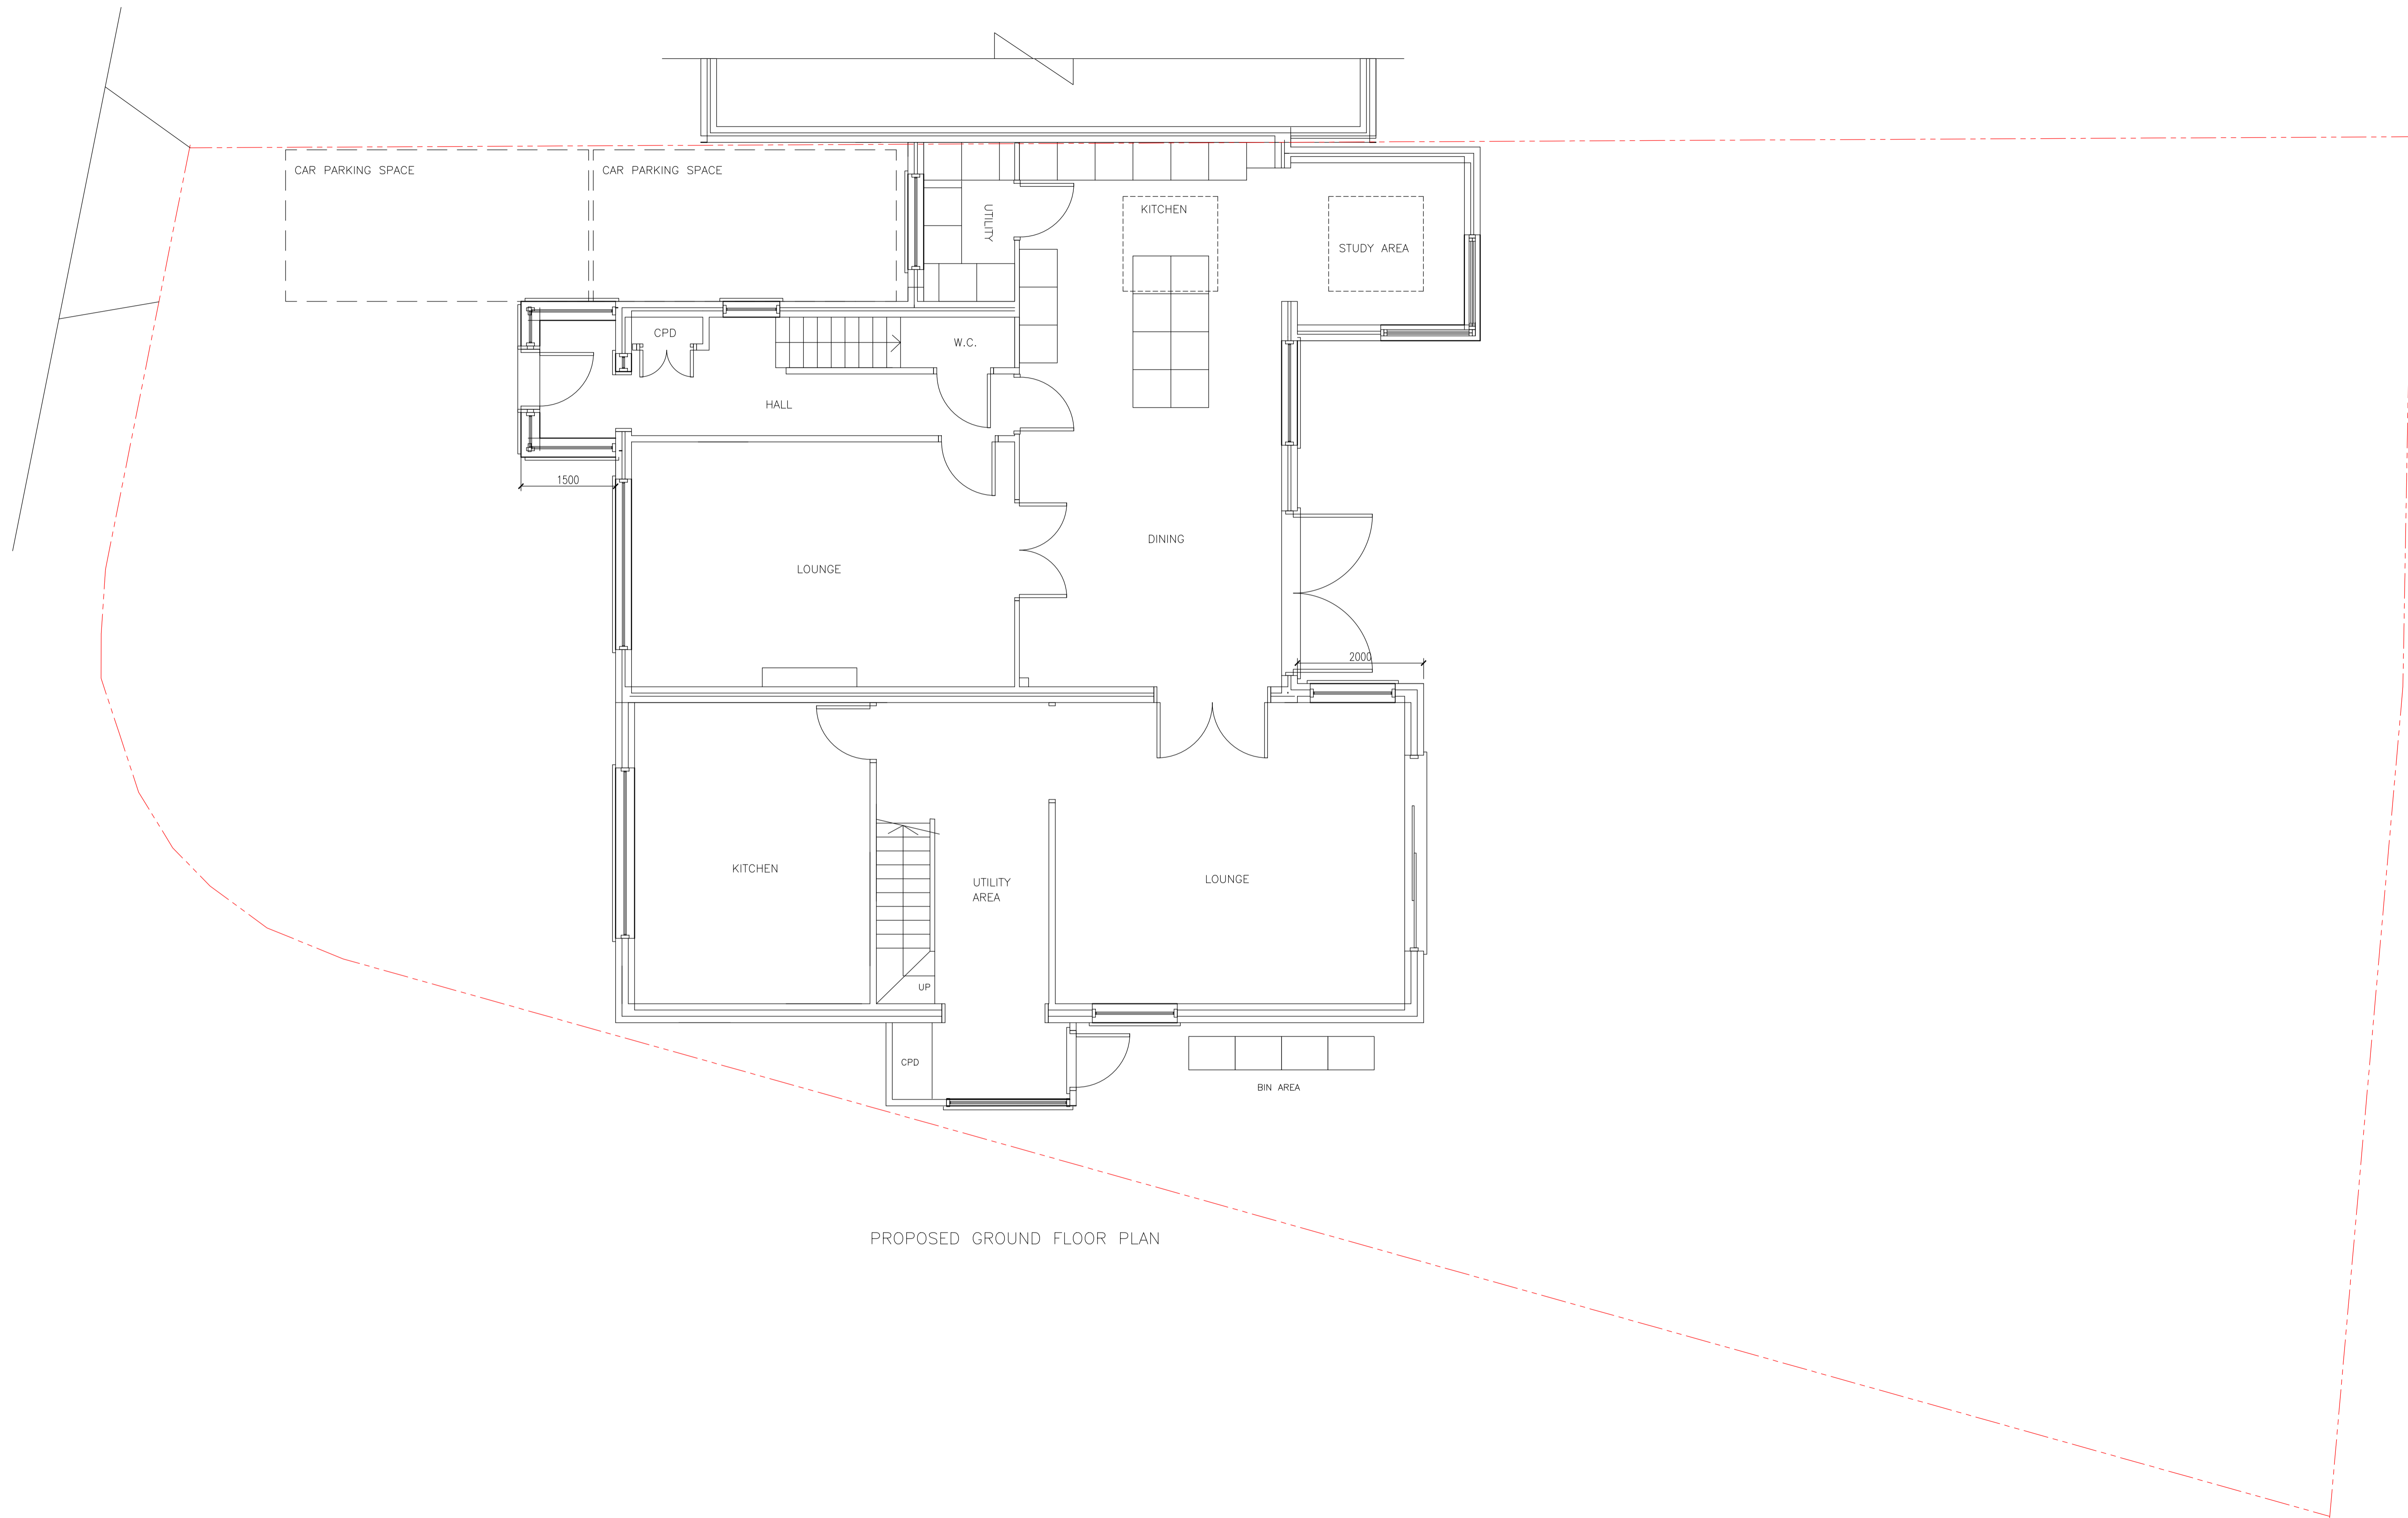 CAR PARKING SPACE
CAR PARKING SPACE
UTILITY
KITCHEN
STUDY AREA
CPD
W.C.
HALL
1500
LOUNGE
DINING
2000
KITCHEN
UTILITY
AREA
LOUNGE
UP
CPD
BIN AREA
PROPOSED GROUND FLOOR PLAN